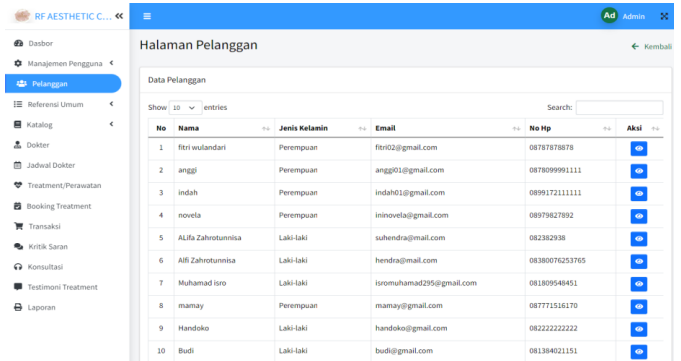 RF AESTHETIC C...
Ad Admin
Dasbor
Manajemen Pengguna
Pelanggan
Referensi Umum
Katalog
Dokter
Jadwal Dokter
Treatment/Perawatan
Booking Treatment
Transaksi
Kritik Saran
Konsultasi
Testimoni Treatment
Laporan
Halaman Pelanggan
Kembali
Data Pelanggan
Show 10 entries
Search:
No Nama Jenis Kelamin Email No Hp Aksi
1 fitri wulandari Perempuan fitri02@gmail.com 08787878878
2 anggi Perempuan anggi01@gmail.com 0878099991111
3 indah Perempuan indah01@gmail.com 0899172111111
4 novela Perempuan ininovela@gmail.com 08979827892
5 ALifa Zahrotunnisa Laki-laki suhendra@mail.com 082382938
6 Alfi Zahrotunnisa Laki-laki hendra@mail.com 08380076253765
7 Muhamad isro Laki-laki isromuhamad295@gmail.com 081809548451
8 mamay Perempuan mamay@gmail.com 087771516170
9 Handoko Laki-laki handoko@gmail.com 082222222222
10 Budi Laki-laki budi@gmail.com 081384021151